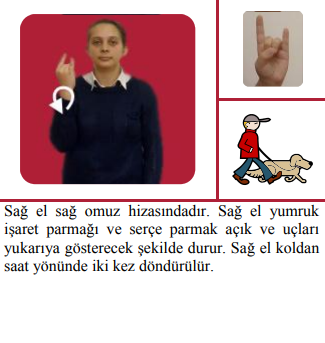 Sağ el sağ omuz hizasındadır. Sağ el yumruk
işaret parmağı ve serçe parmak açık ve uçları
yukarıya gösterecek şekilde durur. Sağ el koldan
saat yönünde iki kez döndürülür.